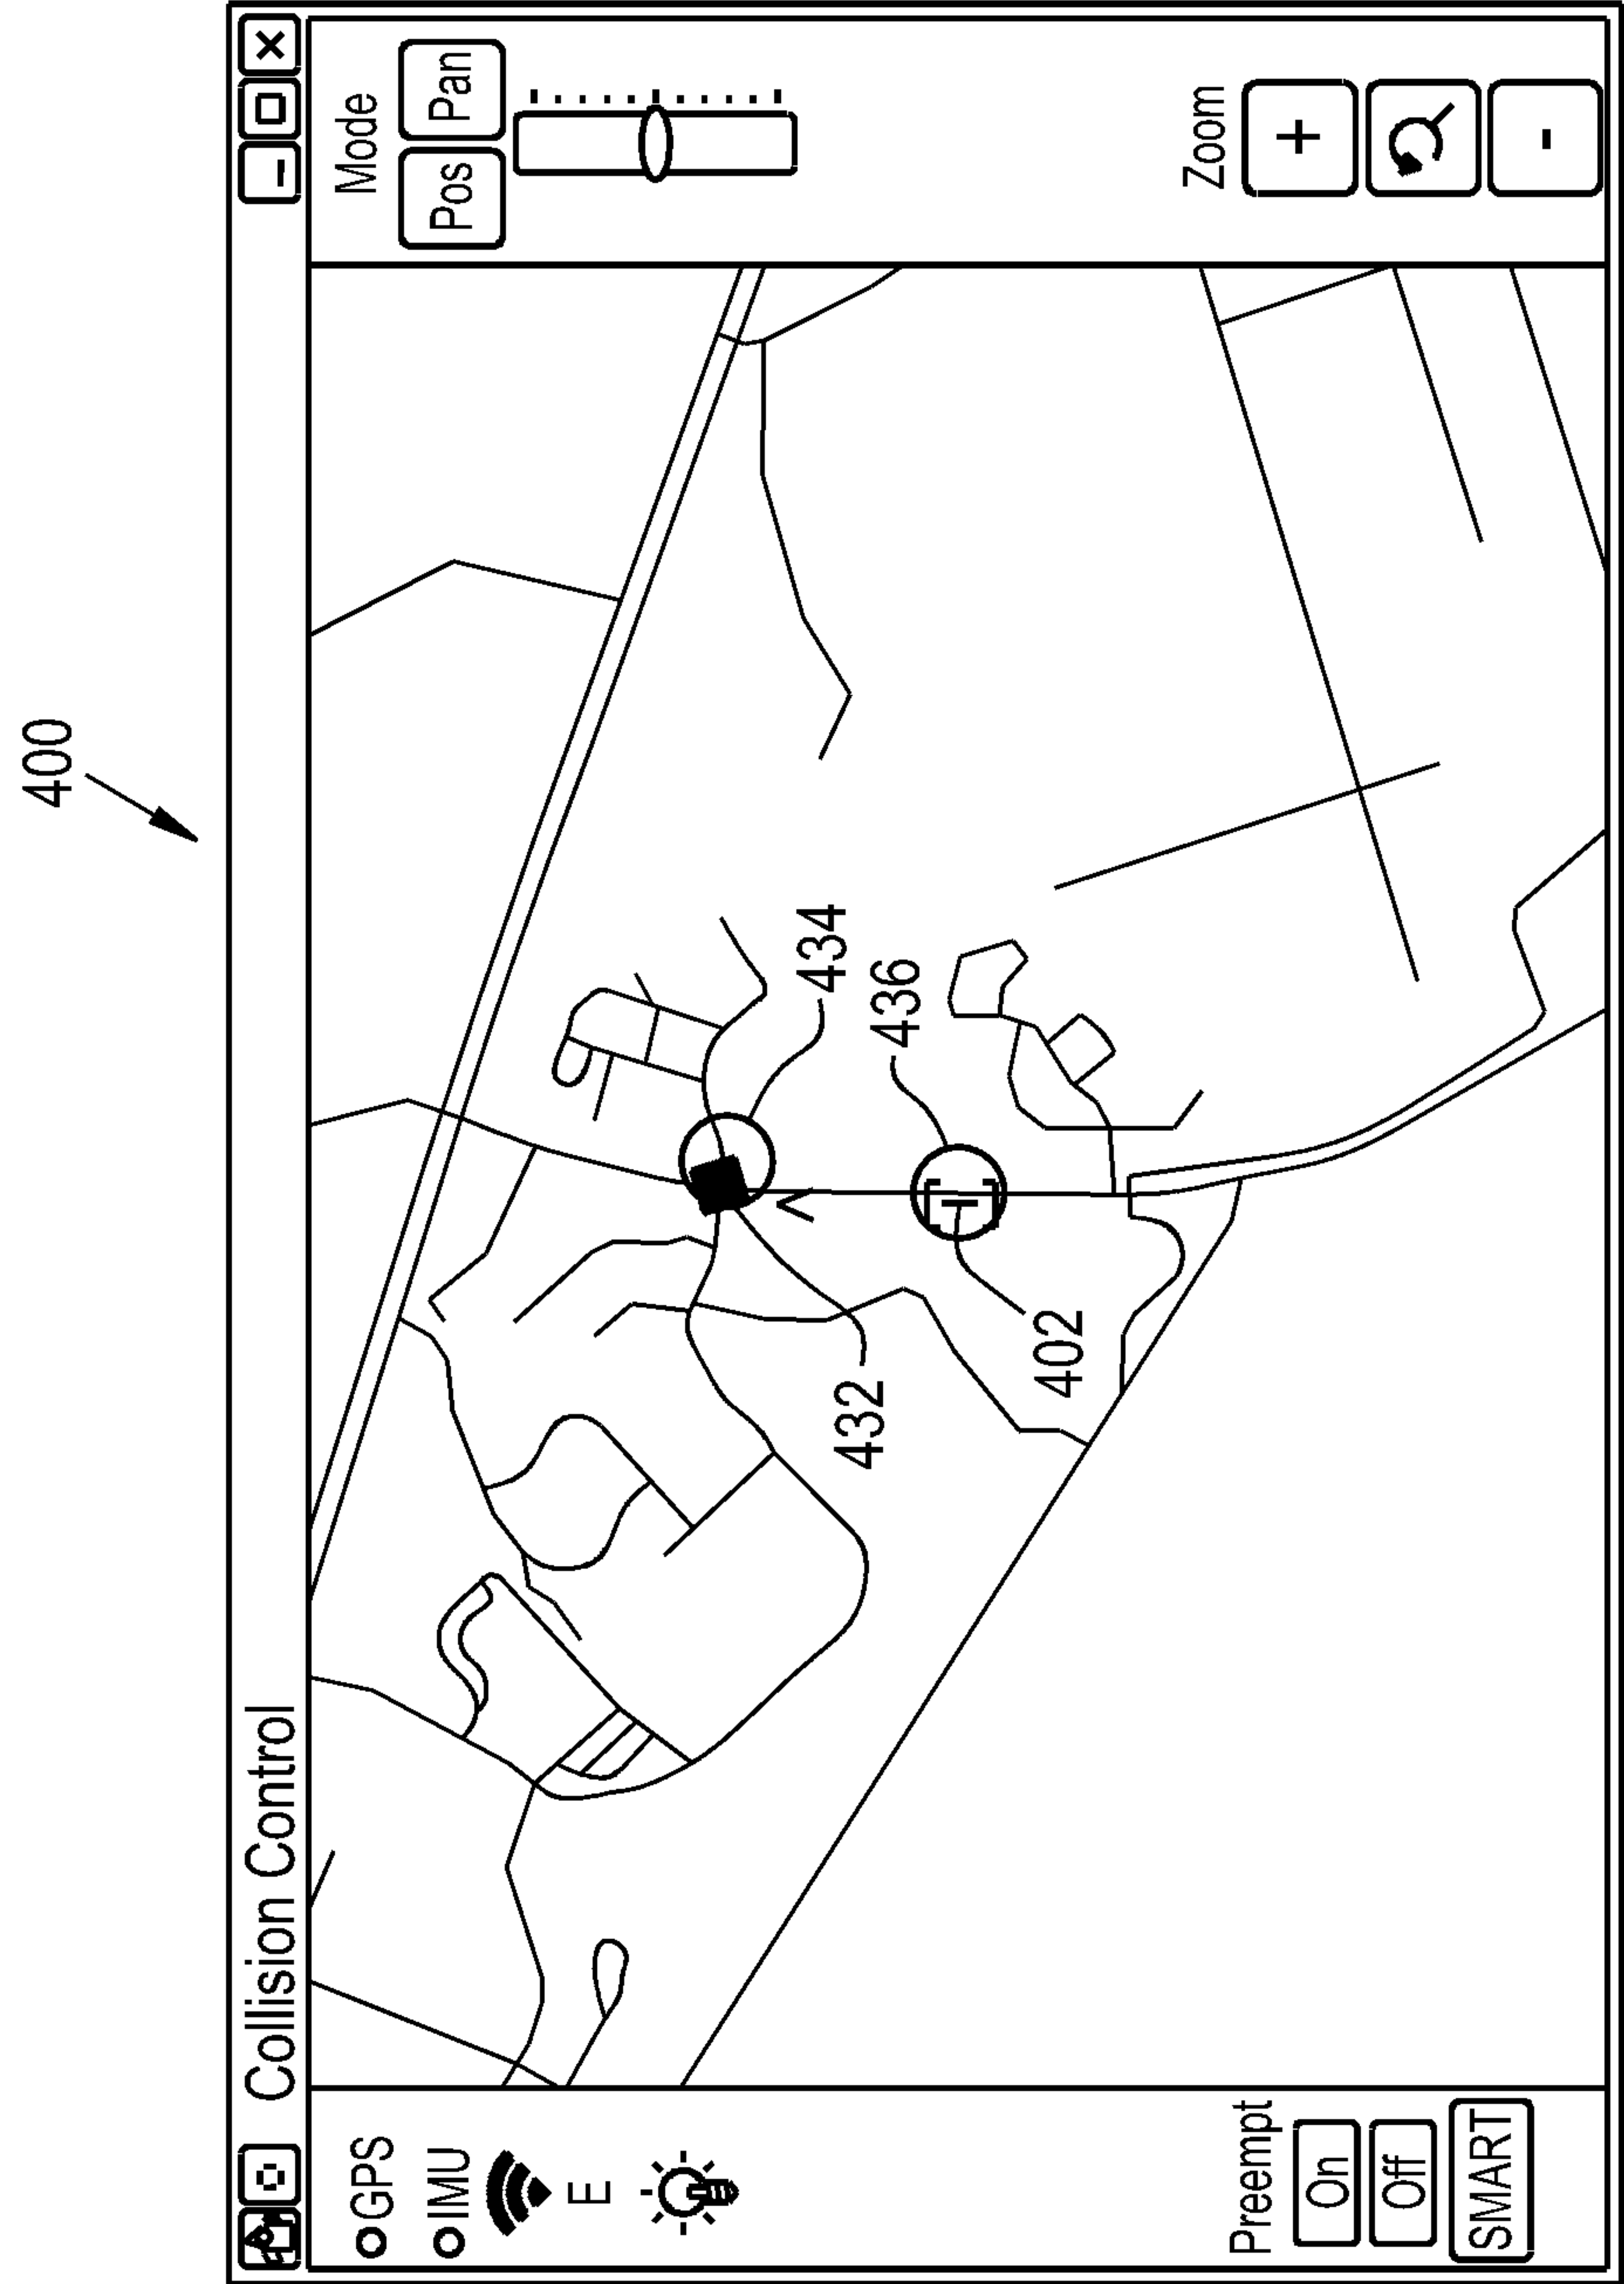 400
Collision Control
GPS
IMU
E
Preempt
On
Off
SMART
434
436
432
402
Mode
Pos Pan
Zoom
+
-